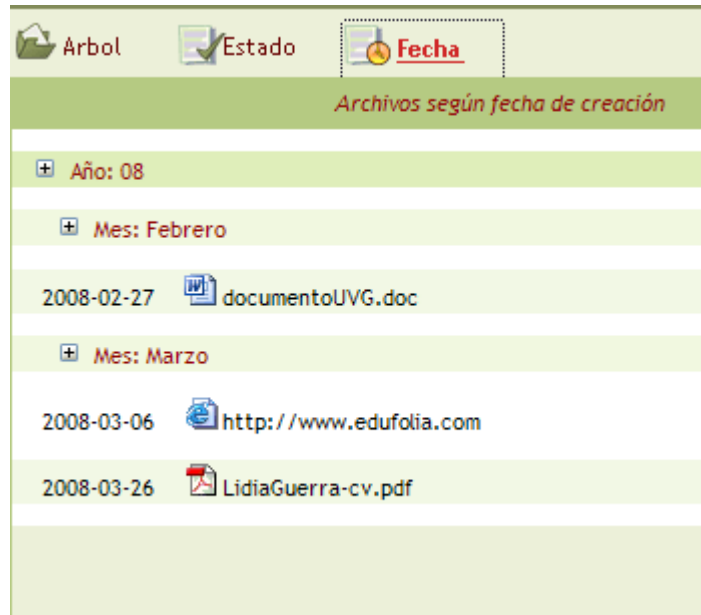 Arbol Estado Fecha
Archivos según fecha de creación
Año: 08
Mes: Febrero
2008-02-27 documentoUVG.doc
Mes: Marzo
2008-03-06 http://www.edufolia.com
2008-03-26 LidiaGuerra-cv.pdf